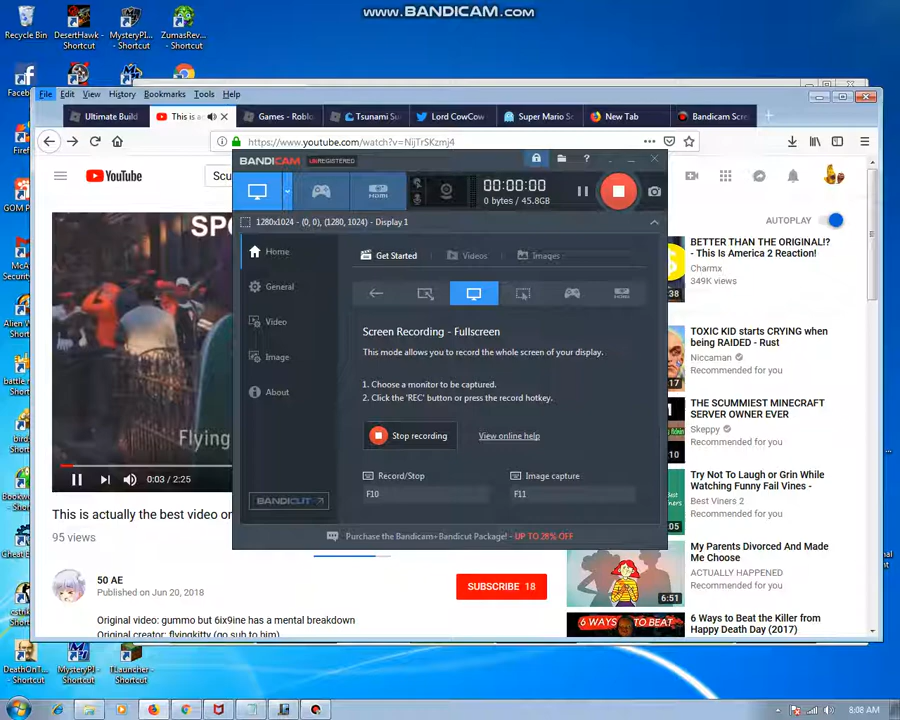 www.BANDICAM.com
Recycle Bin
DesertHawk - Shortcut
MysteryPI... - Shortcut
ZumasRev... - Shortcut
File Edit View History Bookmarks Tools Help
Ultimate Build
This is a
Games - Roblo
Tsunami Su
Lord CowCow
Super Mario S
New Tab
Bandicam Scre
https://www.youtube.com/watch?v=NijTrSKzmj4
YouTube
Scu
BANDICAM UNREGISTERED
HDMI
00:00:00
0 bytes / 45.8GB
1280x1024 - (0, 0), (1280, 1024) - Display 1
Home
General
Video
Image
About
BANDICUT
Get Started
Videos
Images
Screen Recording - Fullscreen
This mode allows you to record the whole screen of your display.
1. Choose a monitor to be captured.
2. Click the 'REC' button or press the record hotkey.
Stop recording
View online help
Record/Stop
F10
Image capture
F11
Purchase the Bandicam+Bandicut Package! - UP TO 28% OFF
SPO
Flying
0:03 / 2:25
This is actually the best video on
95 views
50 AE
Published on Jun 20, 2018
SUBSCRIBE 18
Original video: gummo but 6ix9ine has a mental breakdown
Original creator: flyingkitty (go sub to him)
AUTOPLAY
BETTER THAN THE ORIGINAL!?
- This Is America 2 Reaction!
Charmx
349K views
:38
TOXIC KID starts CRYING when
being RAIDED - Rust
Niccaman
Recommended for you
:17
THE SCUMMIEST MINECRAFT
SERVER OWNER EVER
Skeppy
Recommended for you
:10
Try Not To Laugh or Grin While
Watching Funny Fail Vines -
Best Viners 2
Recommended for you
:05
My Parents Divorced And Made
Me Choose
ACTUALLY HAPPENED
Recommended for you
6:51
6 Ways to Beat the Killer from
Happy Death Day (2017)
6 WAYS TO BEAT
DeathOnT... - Shortcut
MysteryPI - Shortcut
TLauncher - Shortcut
8:08 AM